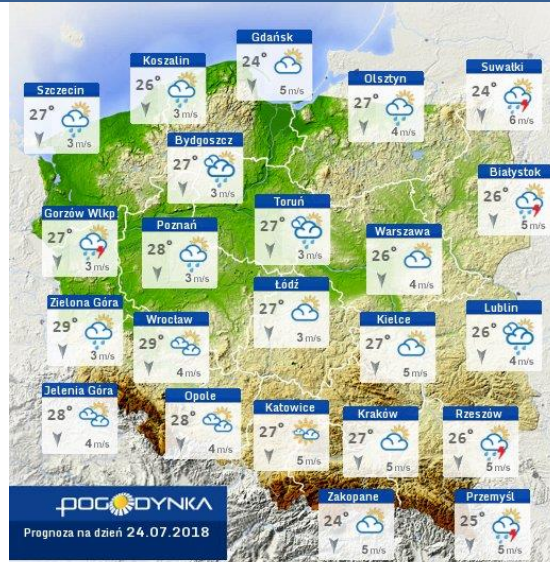 Gdańsk
24°
5 m/s
Koszalin
26°
3 m/s
Suwałki
24°
6 m/s
Olsztyn
27°
4 m/s
Szczecin
27°
3 m/s
Bydgoszcz
27°
3 m/s
Białystok
26°
5 m/s
Toruń
27°
3 m/s
Gorzów Wlkp
27°
3 m/s
Poznań
28°
3 m/s
Warszawa
26°
4 m/s
Łódź
27°
3 m/s
Zielona Góra
29°
3 m/s
Wrocław
29°
4 m/s
Kielce
27°
5 m/s
Lublin
26°
4 m/s
Jelenia Góra
28°
4 m/s
Opole
28°
4 m/s
Katowice
27°
5 m/s
Kraków
27°
5 m/s
Rzeszów
26°
5 m/s
Zakopane
24°
5 m/s
Przemyśl
25°
5 m/s
POGODYNKA
Prognoza na dzień 24.07.2018